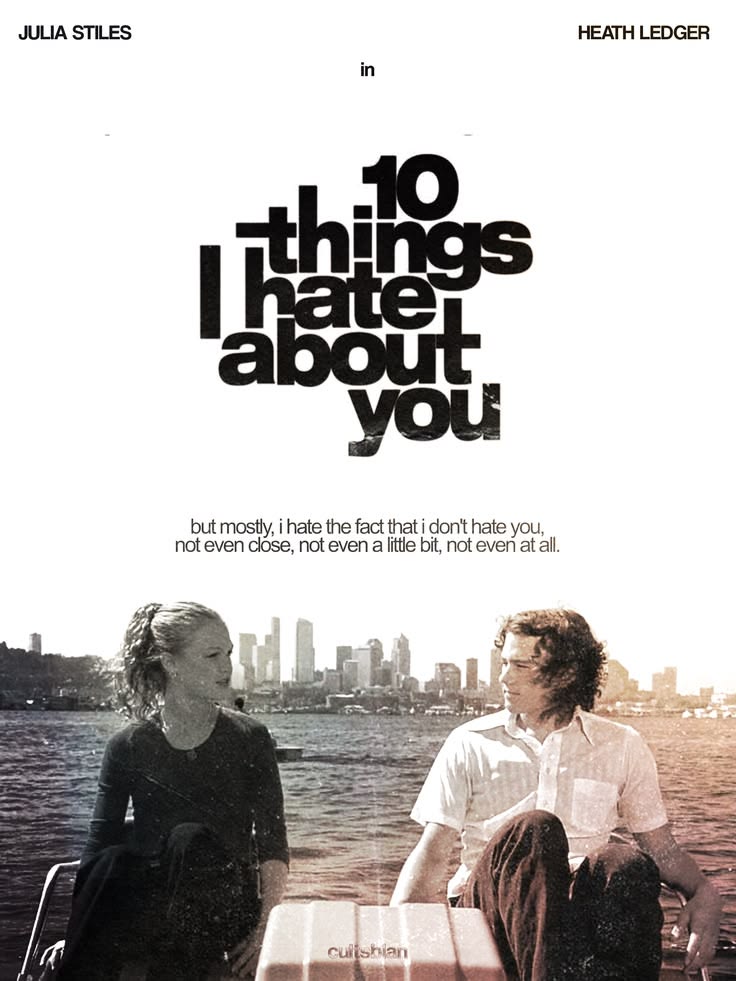 JULIA STILES
HEATH LEDGER
in
10
things
I hate
about
you
but mostly, i hate the fact that i don't hate you,
not even close, not even a little bit, not even at all.
cultsbian